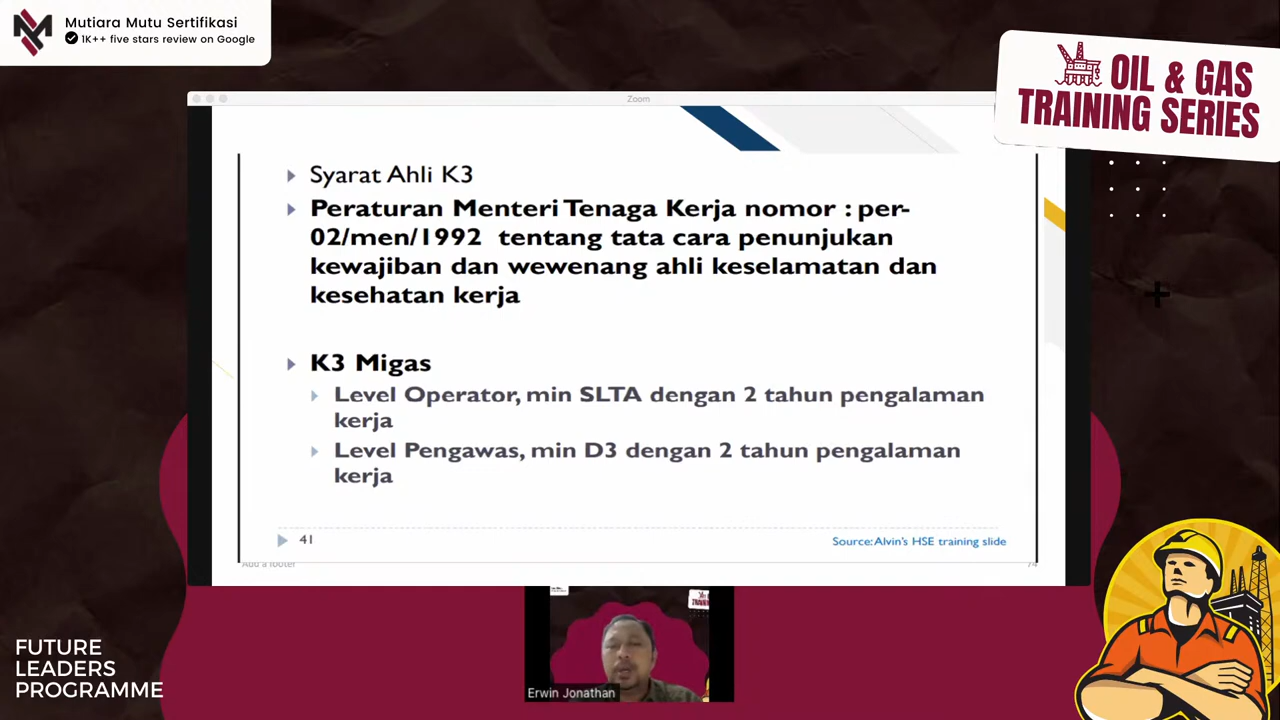 Mutiara Mutu Sertifikasi
1K++ five stars review on Google
OIL & GAS
TRAINING SERIES
Zoom
Syarat Ahli K3
Peraturan Menteri Tenaga Kerja nomor : per-
02/men/1992 tentang tata cara penunjukan
kewajiban dan wewenang ahli keselamatan dan
kesehatan kerja
K3 Migas
Level Operator, min SLTA dengan 2 tahun pengalaman
kerja
Level Pengawas, min D3 dengan 2 tahun pengalaman
kerja
41
Source: Alvin's HSE training slide
Add a footer
FUTURE
LEADERS
PROGRAMME
Erwin Jonathan